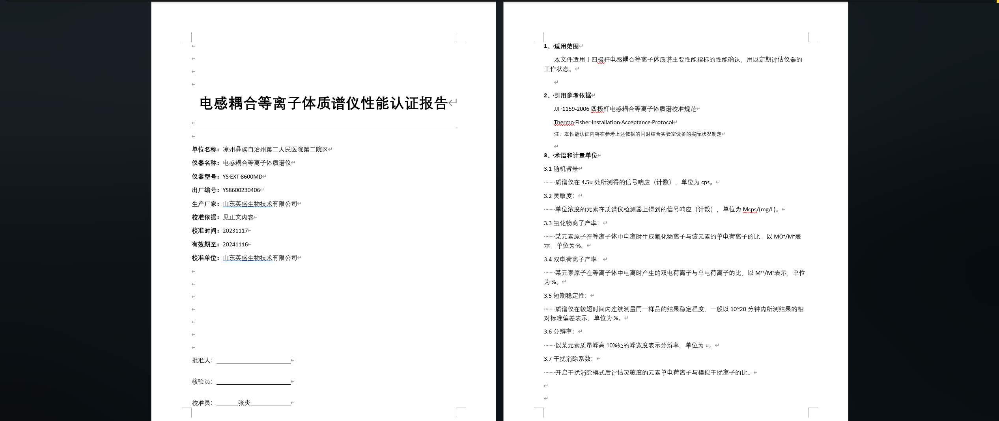 电感耦合等离子体质谱仪性能认证报告
单位名称：凉州彝族自治州第二人民医院第二院区
仪器名称：电感耦合等离子体质谱仪
仪器型号：YS EXT 8600MD
出厂编号：YS8600230406
生产厂家：山东英盛生物技术有限公司
校准依据：见正文内容
校准时间：20231117
有效期至：20241116
校准单位：山东英盛生物技术有限公司
批准人：
核验员：
校准员：张炎
1、适用范围
本文件适用于四极杆电感耦合等离子体质谱主要性能指标的性能确认，用以定期评估仪器的
工作状态。
2、引用参考依据
JJF 1159-2006 四极杆电感耦合等离子体质谱校准规范
Thermo Fisher Installation Acceptance Protocol
注：本性能认证内容在参考上述依据的同时结合实验室设备的实际状况制定
3、术语和计量单位
3.1 随机背景
质谱仪在 4.5u 处所测得的信号响应（计数），单位为 cps。
3.2 灵敏度：
单位浓度的元素在质谱仪检测器上得到的信号响应（计数），单位为 Mcps/(mg/L)。
3.3 氧化物离子产率：
某元素原子在等离子体中电离时生成氧化物离子与该元素的单电荷离子的比，以 MO⁺/M⁺表
示，单位为 %。
3.4 双电荷离子产率：
某元素原子在等离子体中电离时产生的双电荷离子与单电荷离子的比，以 M⁺⁺/M⁺表示，单位
为 %。
3.5 短期稳定性：
质谱仪在较短时间内连续测量同一样品的结果稳定程度，一般以 10~20 分钟内所测结果的相
对标准偏差表示，单位为 %。
3.6 分辨率：
以某元素质量峰高 10%处的峰宽度表示分辨率，单位为 u。
3.7 干扰消除系数：
开启干扰消除模式后评估灵敏度的元素单电荷离子与模拟干扰离子的比。